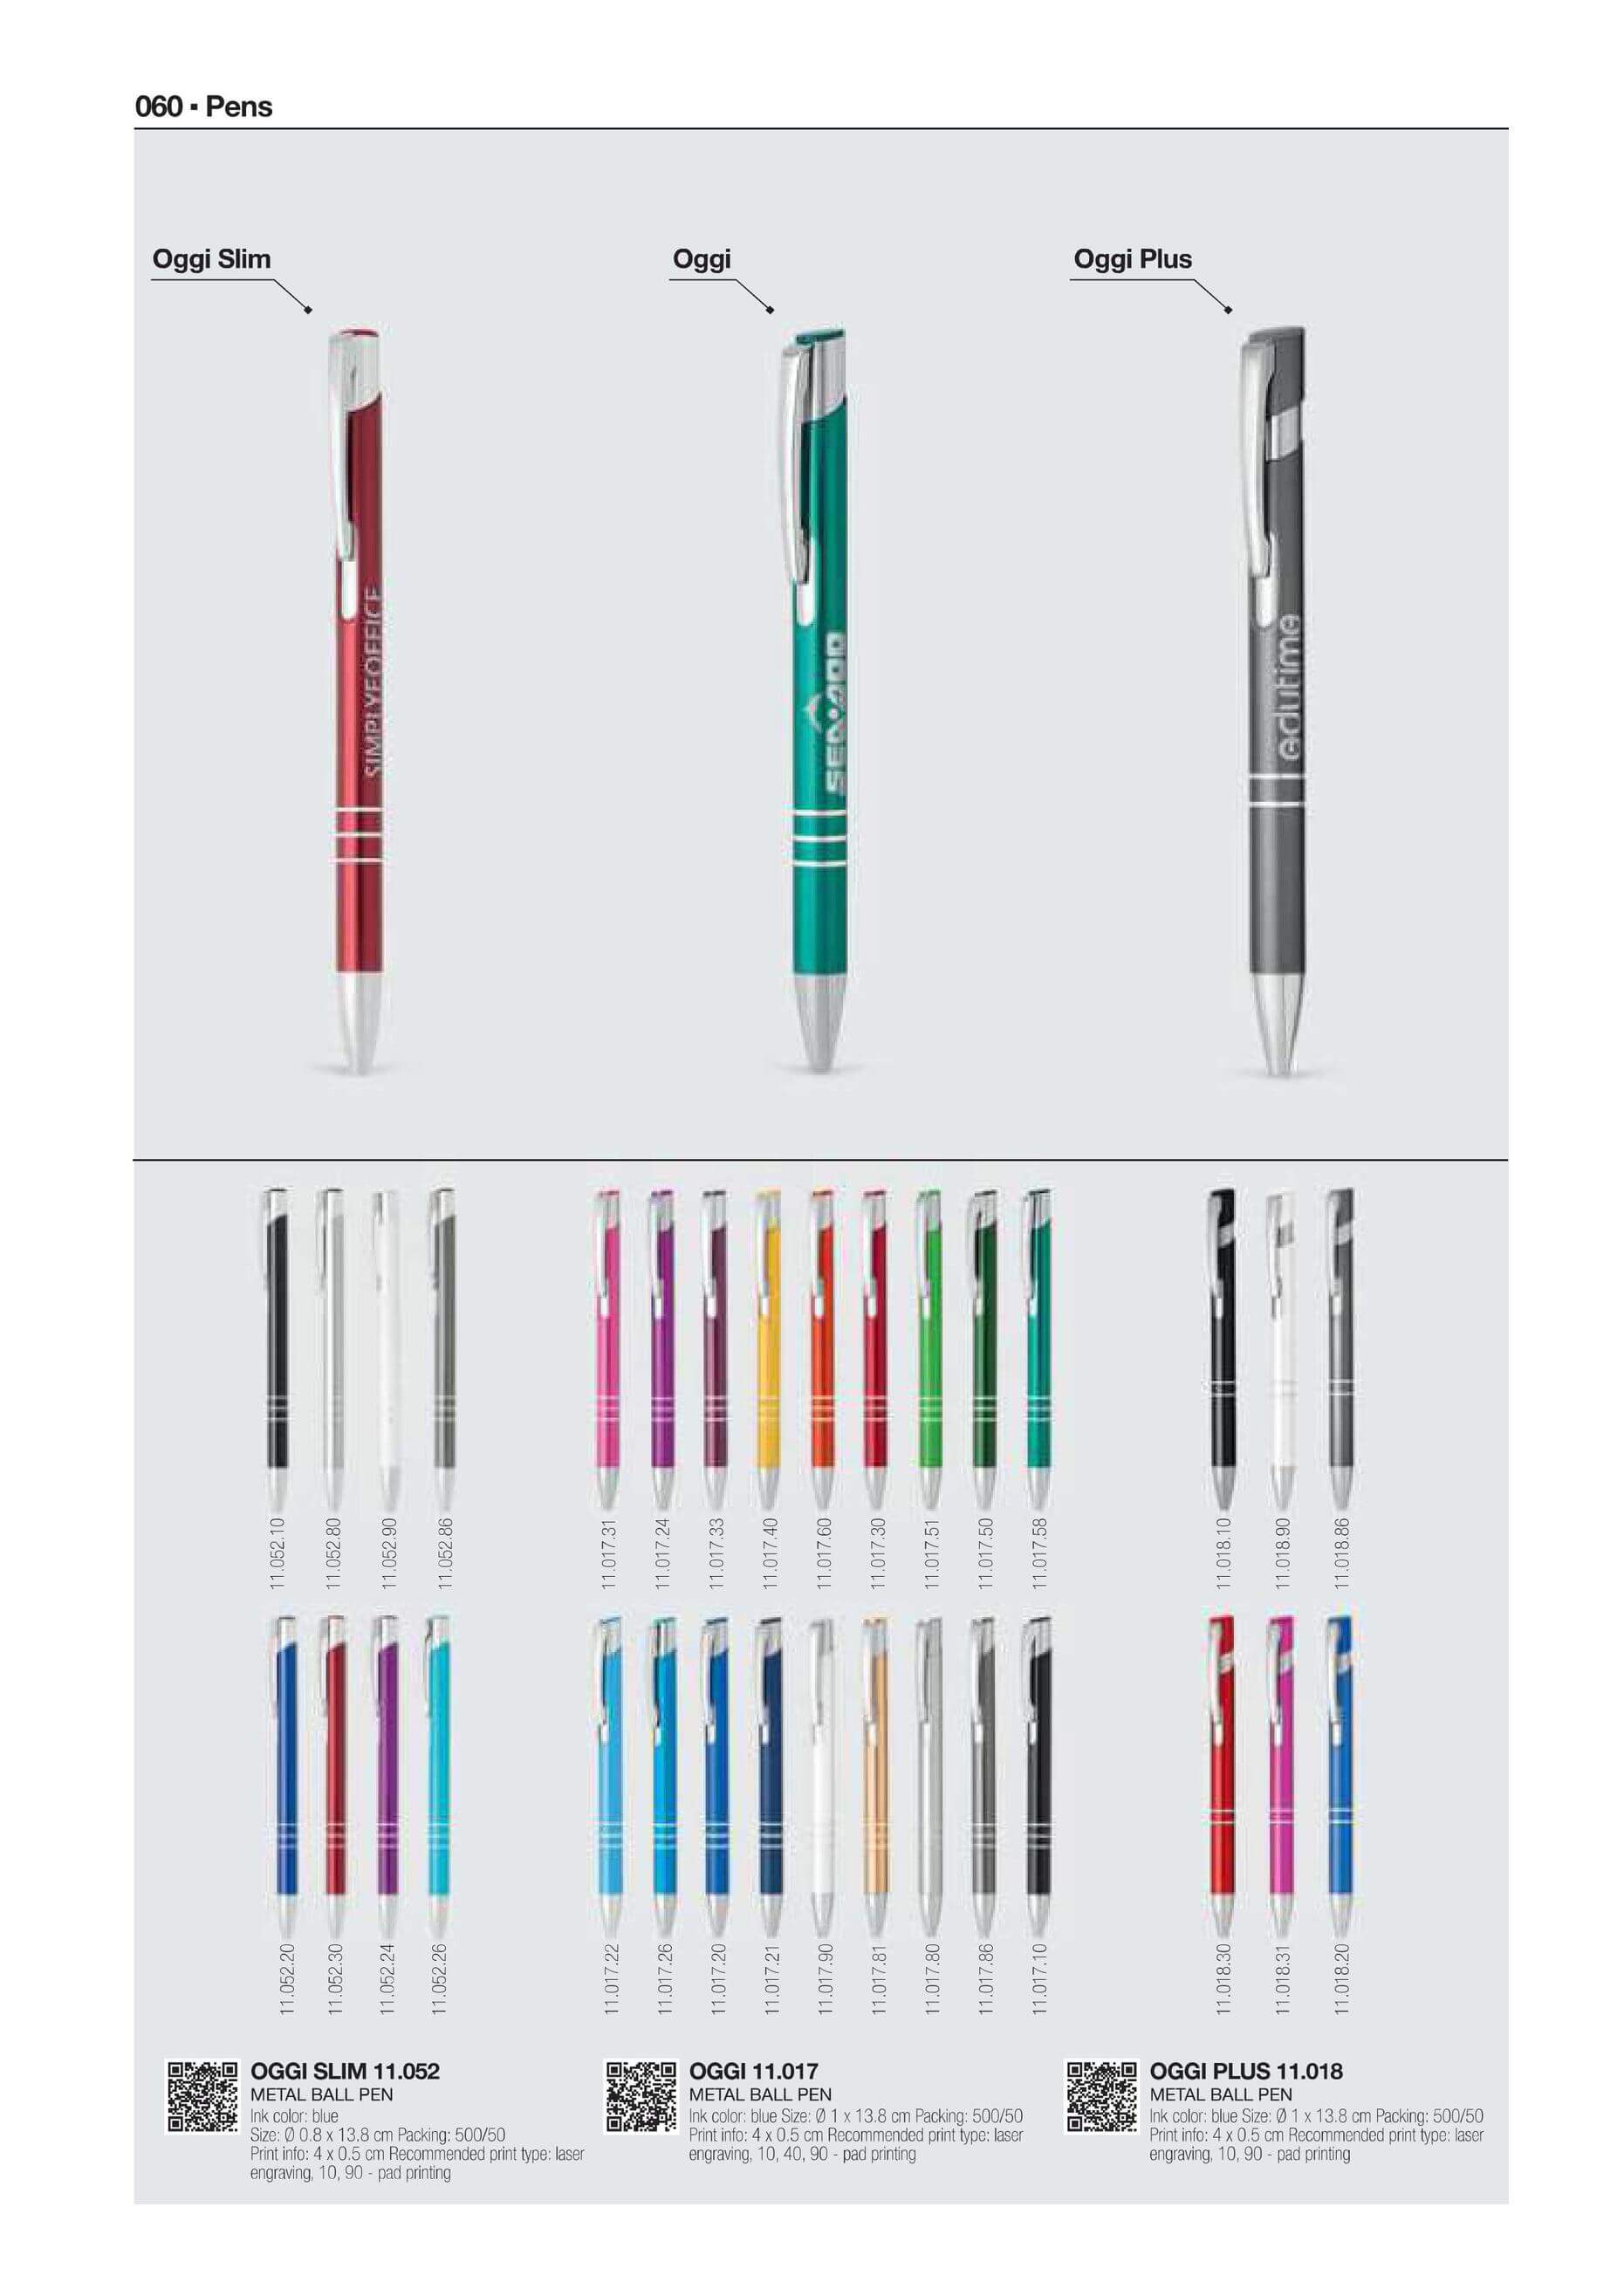 060 ▪ Pens
Oggi Slim
Oggi
Oggi Plus
SIMPLYEOFFICE
edutime
11.052.10
11.052.80
11.052.90
11.052.86
11.017.31
11.017.24
11.017.33
11.017.40
11.017.60
11.017.30
11.017.51
11.017.50
11.017.58
11.018.10
11.018.90
11.018.86
11.052.20
11.052.30
11.052.24
11.052.26
11.017.22
11.017.26
11.017.20
11.017.21
11.017.90
11.017.81
11.017.80
11.017.86
11.017.10
11.018.30
11.018.31
11.018.20
OGGI SLIM 11.052
METAL BALL PEN
Ink color: blue
Size: Ø 0.8 x 13.8 cm Packing: 500/50
Print info: 4 x 0.5 cm Recommended print type: laser
engraving, 10, 90 - pad printing
OGGI 11.017
METAL BALL PEN
Ink color: blue Size: Ø 1 x 13.8 cm Packing: 500/50
Print info: 4 x 0.5 cm Recommended print type: laser
engraving, 10, 40, 90 - pad printing
OGGI PLUS 11.018
METAL BALL PEN
Ink color: blue Size: Ø 1 x 13.8 cm Packing: 500/50
Print info: 4 x 0.5 cm Recommended print type: laser
engraving, 10, 90 - pad printing